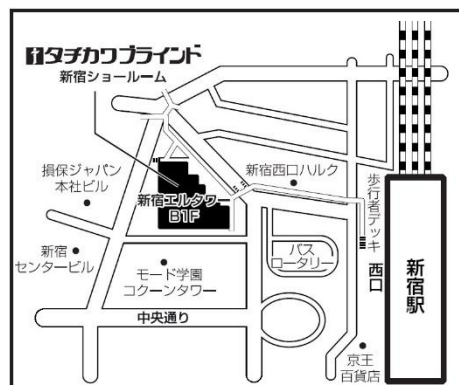 タチカワブラインド
新宿ショールーム
損保ジャパン
本社ビル
新宿西口ハルク
歩行者デッキ
新宿エルタワー
B1F
新宿
センタービル
モード学園
コクーンタワー
バス
ロータリー
西口
新宿駅
中央通り
京王
百貨店